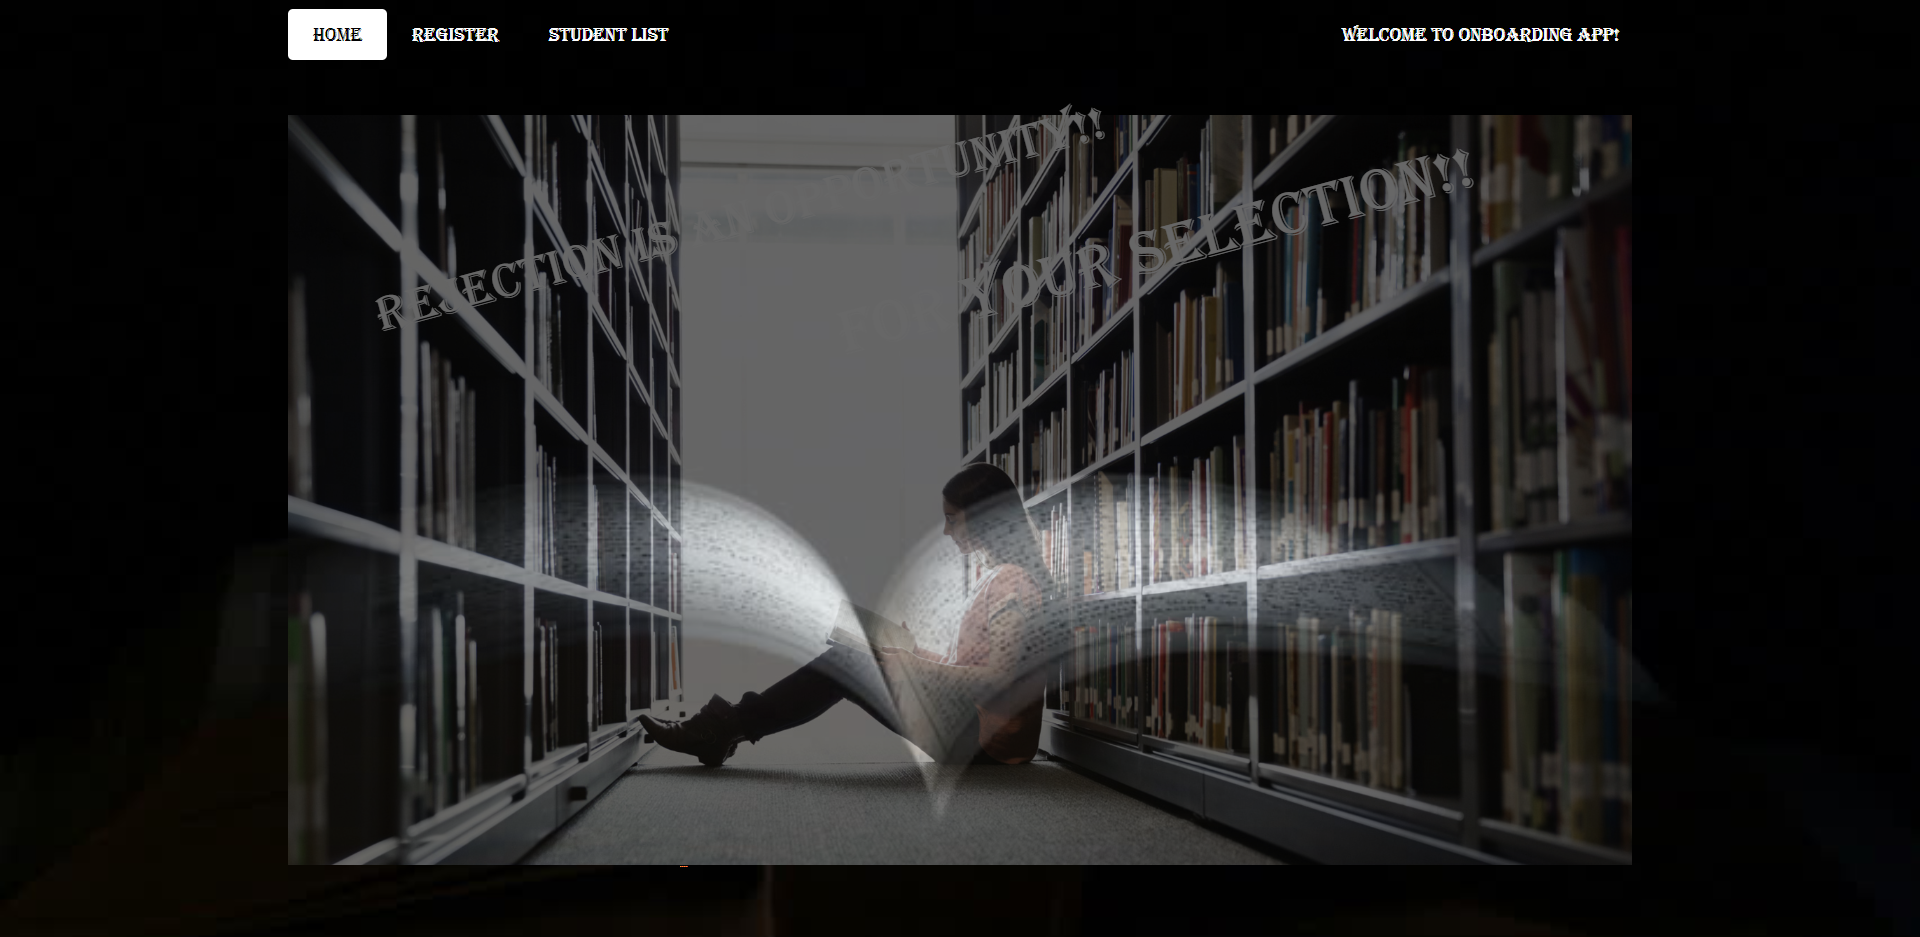 HOME REGISTER STUDENT LIST WELCOME TO ONBOARDING APP!
REJECTION IS AN OPPORTUNITY!!
FOR YOUR SELECTION!!